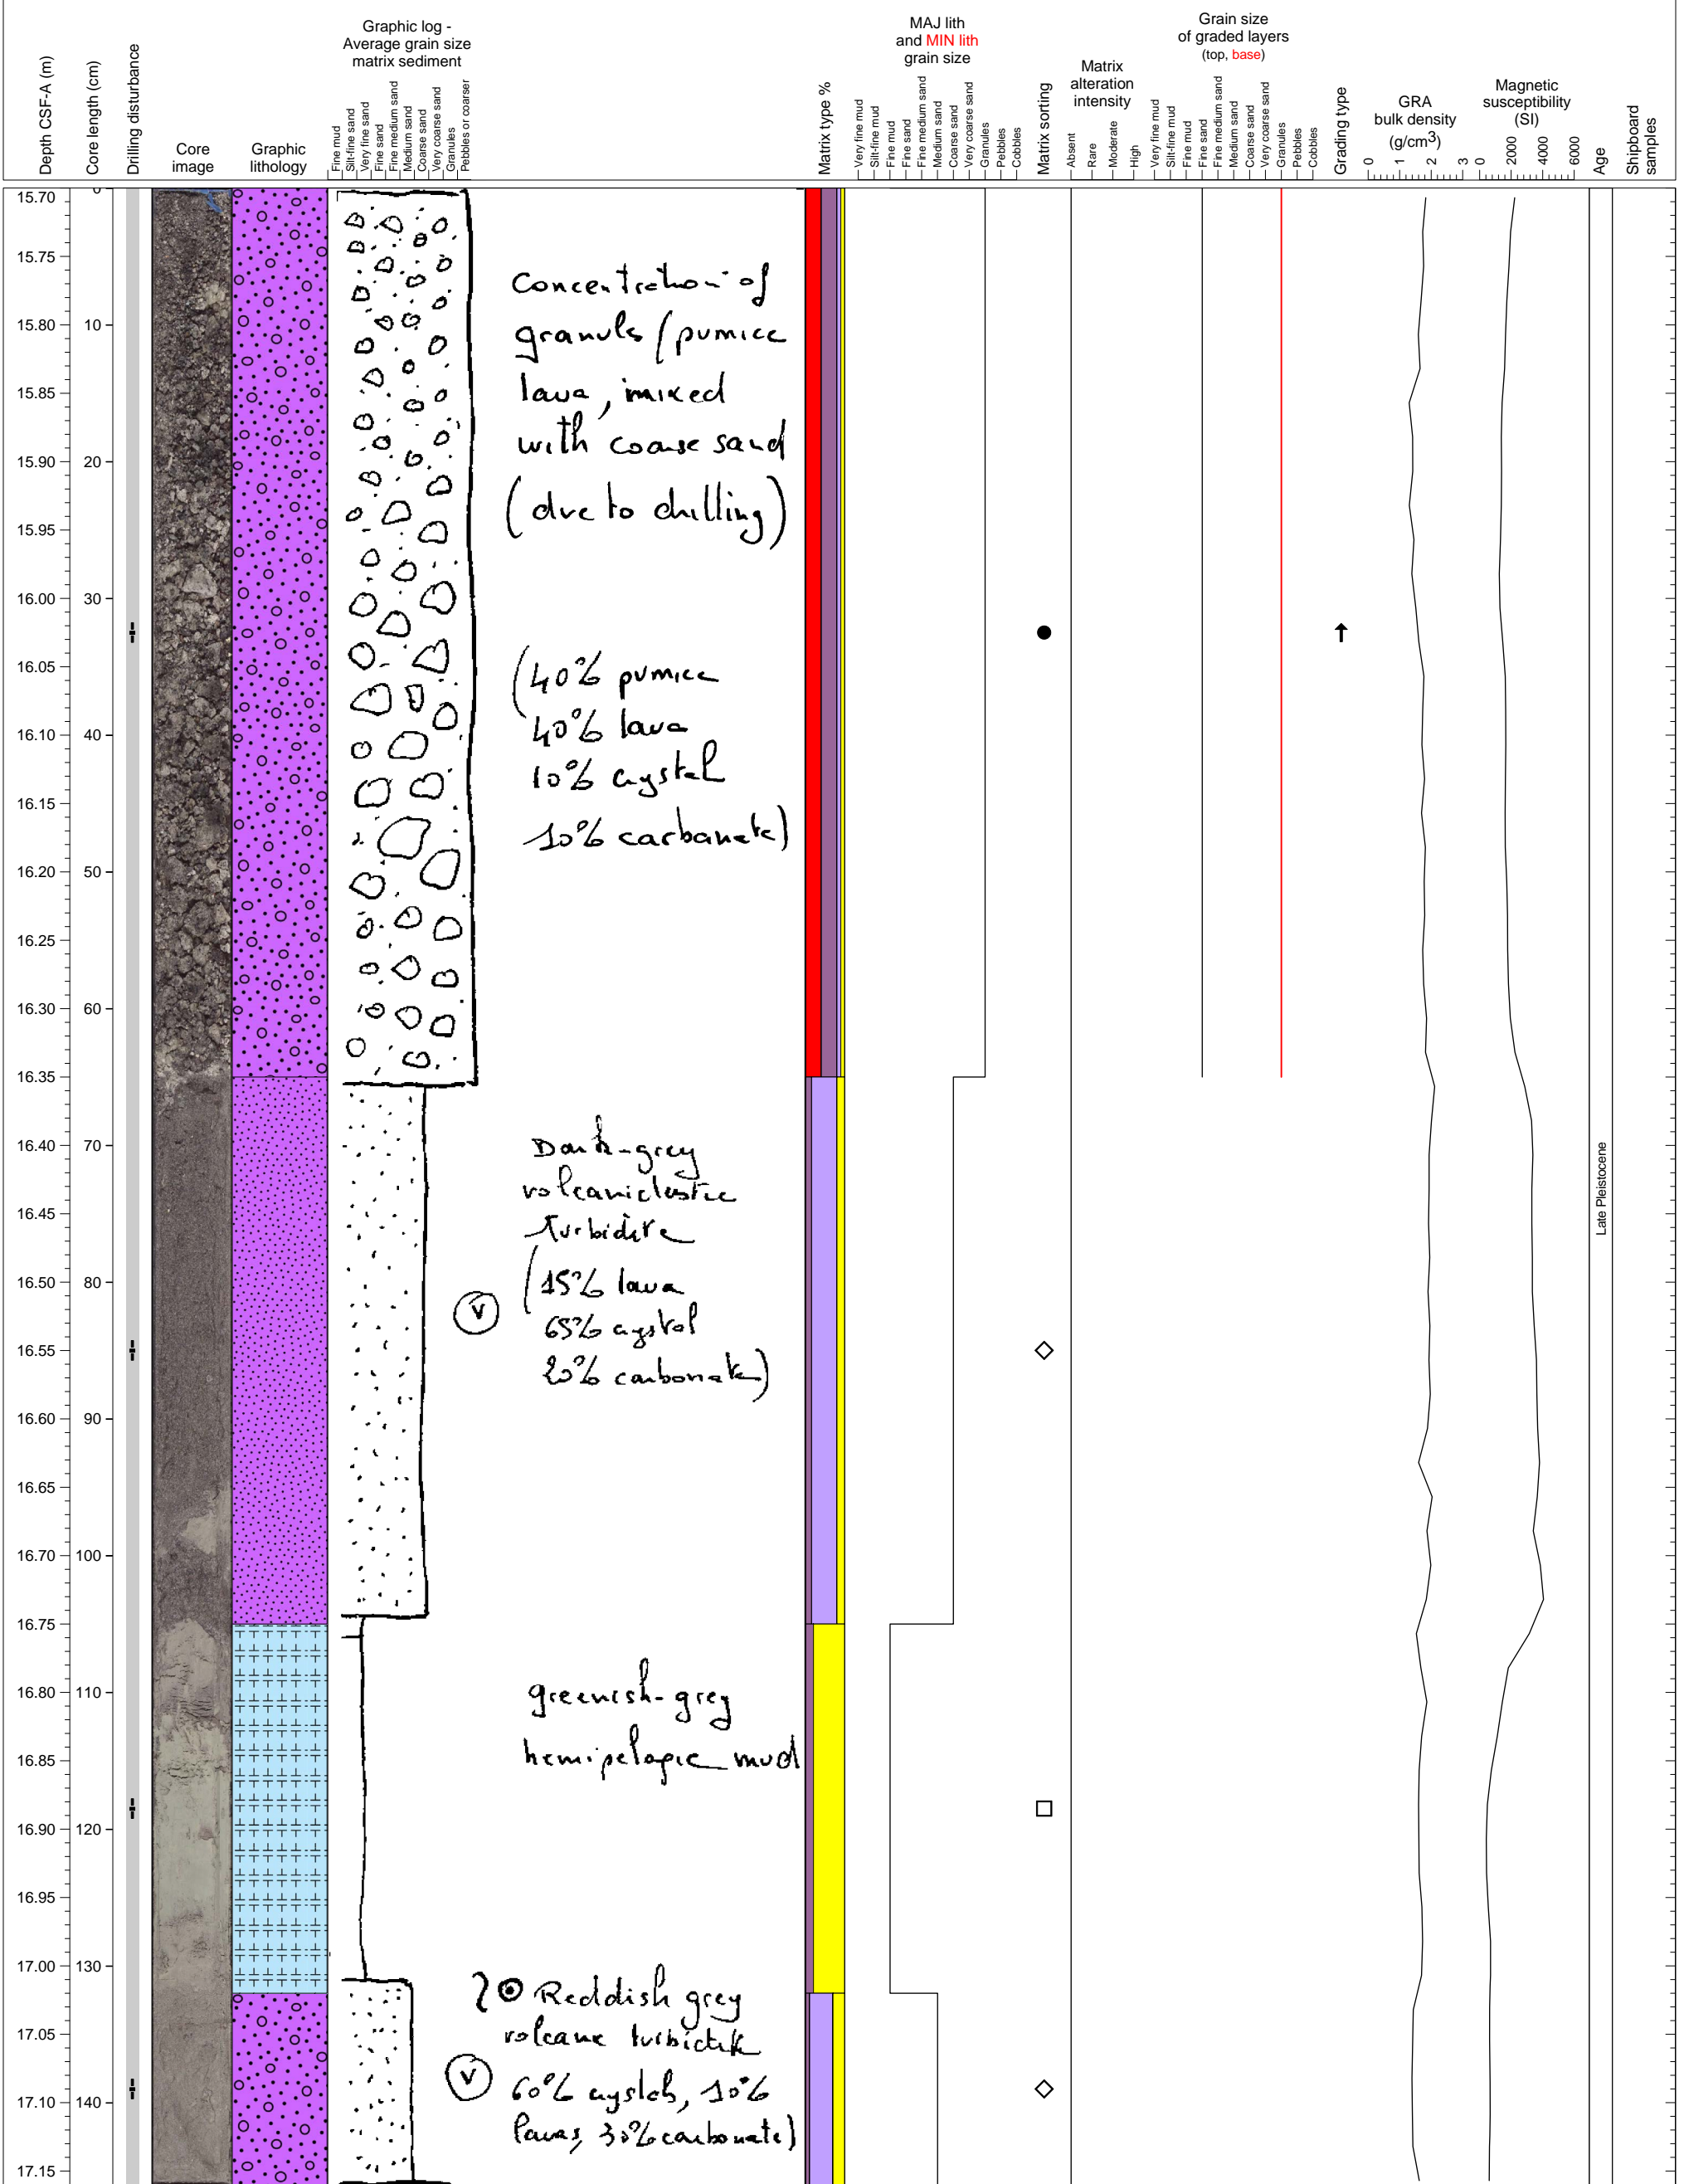 Depth CSF-A (m)
Core length (cm)
Drilling disturbance
Core
image
Graphic
lithology
Graphic log -
Average grain size
matrix sediment
Fine mud
Silt-fine sand
Very fine sand
Fine sand
Fine medium sand
Medium sand
Coarse sand
Very coarse sand
Granules
Pebbles or coarser
Matrix type %
MAJ lith
and MIN lith
grain size
Very fine mud
Silt-fine mud
Fine mud
Fine sand
Fine medium sand
Medium sand
Coarse sand
Very coarse sand
Granules
Pebbles
Cobbles
Matrix sorting
Matrix
alteration
intensity
Absent
Rare
Moderate
High
Grain size
of graded layers
(top, base)
Very fine mud
Silt-fine mud
Fine mud
Fine sand
Fine medium sand
Medium sand
Coarse sand
Very coarse sand
Granules
Pebbles
Cobbles
Grading type
GRA
bulk density
(g/cm3)
0 1 2 3
Magnetic
susceptibility
(SI)
0 2000 4000 6000
Age
Shipboard
samples
15.70 0
15.75
15.80 10
15.85
15.90 20
15.95
16.00 30
16.05
16.10 40
16.15
16.20 50
16.25
16.30 60
16.35
16.40 70
16.45
16.50 80
16.55
16.60 90
16.65
16.70 100
16.75
16.80 110
16.85
16.90 120
16.95
17.00 130
17.05
17.10 140
17.15
Concentration of
granuls (pumice
lava, mixed
with coarse sand
(due to drilling)
(40% pumice
40% lava
10% crystal
10% carbonate)
Dark-grey
volcaniclastic
turbidite
(15% lava
V
65% crystal
20% carbonate)
greenish-grey
hemipelagic mud
? Reddish grey
volcanic turbidite
V
60% crystals, 10%
lavas, 30% carbonate)
Late Pleistocene